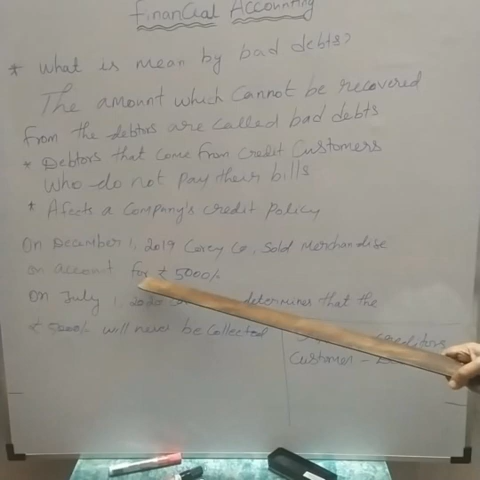 Financial Accounting
* What is mean by bad debts?
The amount which cannot be recovered
from the debtors are called bad debts
* Debtors that come from Credit Customers
Who do not pay their bills
* Afects a Company's credit Policy
On December 1, 2019 Corey Co., Sold Merchandise
on account for ₹ 5000/-
On July 1, 2020 determines that the
₹ 5000/- will never be Collected
creditors
Customer -